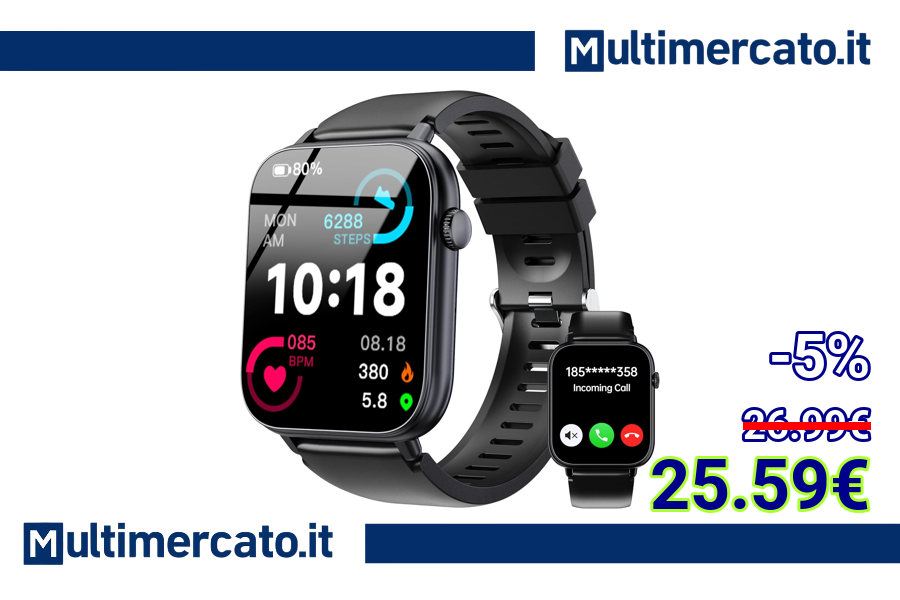 Multimercato.it
80%
MON
6288
AM
STEPS
10:18
085
BPM
08.18
380
5.8
185*****358
Incoming Call
-5%
26.99€
25.59€
Multimercato.it